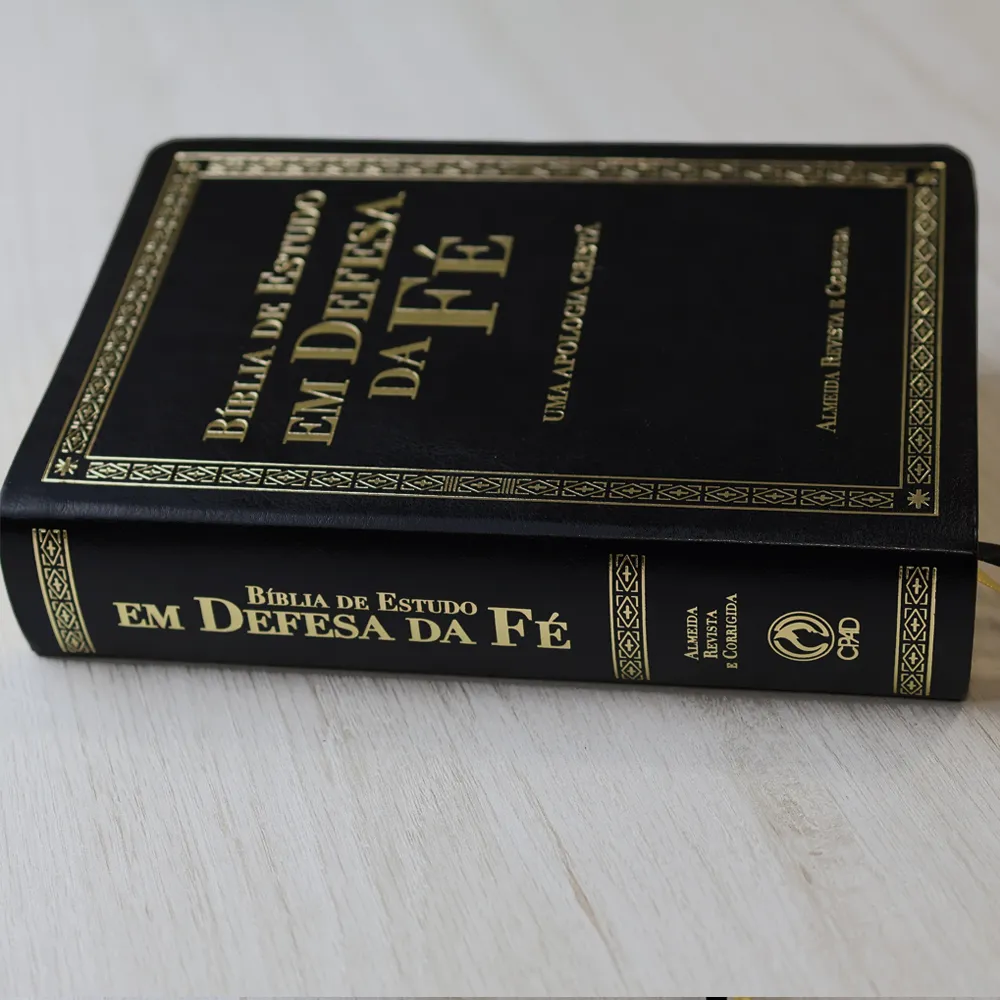 BÍBLIA DE ESTUDO
EM DEFESA
DA FÉ
UMA APOLOGIA CRISTÃ
ALMEIDA REVISTA E CORRIGIDA
BÍBLIA DE ESTUDO
EM DEFESA DA FÉ
ALMEIDA
REVISTA
E CORRIGIDA
CPAD